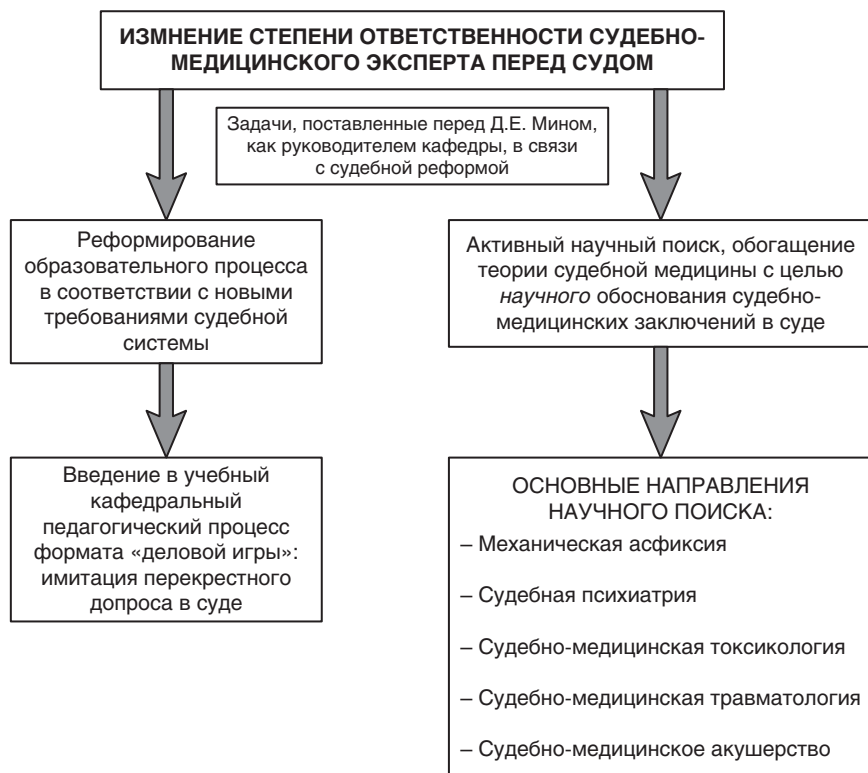 ИЗМНЕНИЕ СТЕПЕНИ ОТВЕТСТВЕННОСТИ СУДЕБНО-
МЕДИЦИНСКОГО ЭКСПЕРТА ПЕРЕД СУДОМ
Задачи, поставленные перед Д.Е. Мином,
как руководителем кафедры, в связи
с судебной реформой
Реформирование
образовательного процесса
в соответствии с новыми
требованиями судебной
системы
Активный научный поиск, обогащение
теории судебной медицины с целью
научного обоснования судебно-
медицинских заключений в суде
Введение в учебный
кафедральный
педагогический процесс
формата «деловой игры»:
имитация перекрестного
допроса в суде
ОСНОВНЫЕ НАПРАВЛЕНИЯ
НАУЧНОГО ПОИСКА:
– Механическая асфиксия
– Судебная психиатрия
– Судебно-медицинская токсикология
– Судебно-медицинская травматология
– Судебно-медицинское акушерство